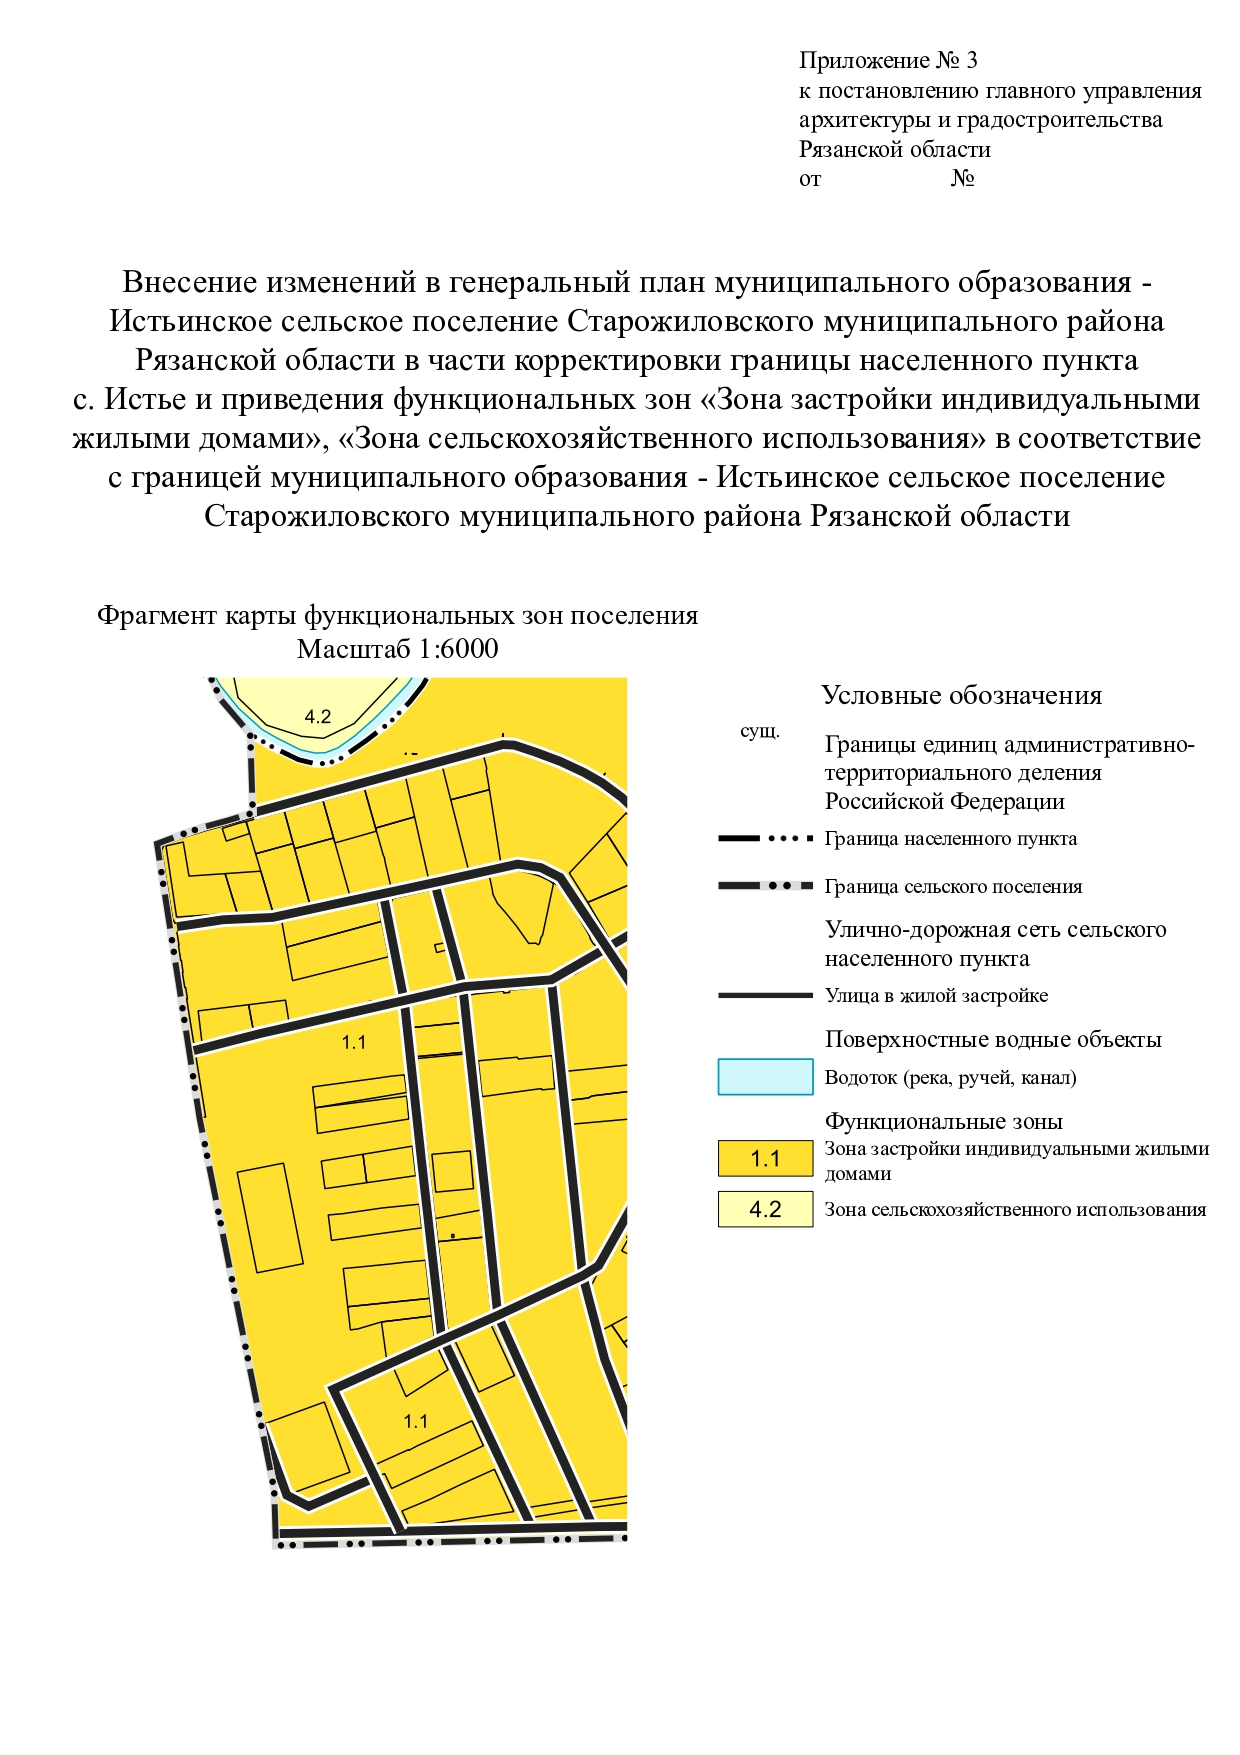 Приложение № 3
к постановлению главного управления
архитектуры и градостроительства
Рязанской области
от №
Внесение изменений в генеральный план муниципального образования -
Истьинское сельское поселение Старожиловского муниципального района
Рязанской области в части корректировки границы населенного пункта
с. Истье и приведения функциональных зон «Зона застройки индивидуальными
жилыми домами», «Зона сельскохозяйственного использования» в соответствие
с границей муниципального образования - Истьинское сельское поселение
Старожиловского муниципального района Рязанской области
Фрагмент карты функциональных зон поселения
Масштаб 1:6000
4.2
1.1
1.1
Условные обозначения
сущ.
Границы единиц административно-
территориального деления
Российской Федерации
Граница населенного пункта
Граница сельского поселения
Улично-дорожная сеть сельского
населенного пункта
Улица в жилой застройке
Поверхностные водные объекты
Водоток (река, ручей, канал)
Функциональные зоны
1.1 Зона застройки индивидуальными жилыми
домами
4.2 Зона сельскохозяйственного использования